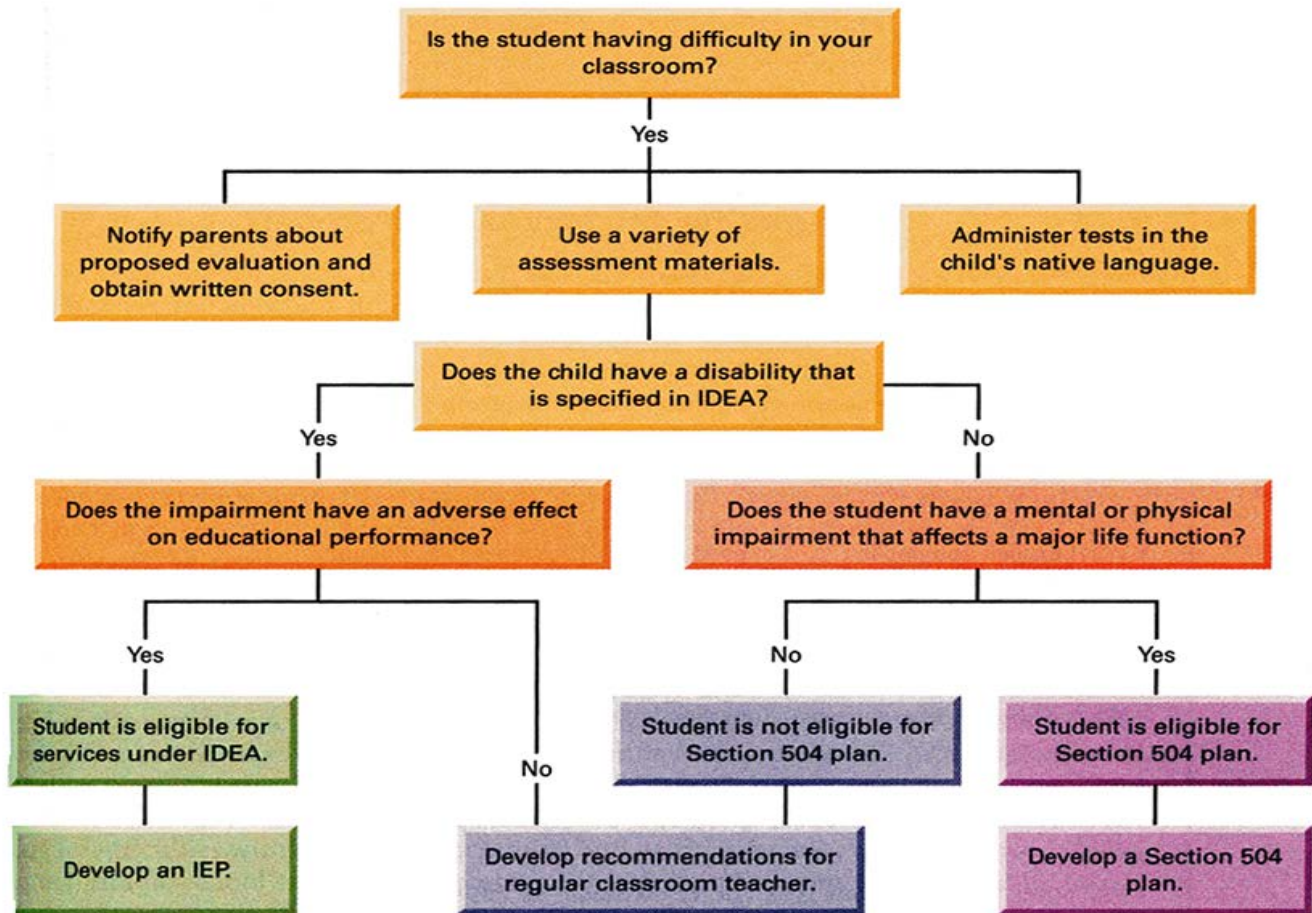 Is the student having difficulty in your
classroom?
Yes
Notify parents about
proposed evaluation and
obtain written consent.
Use a variety of
assessment materials.
Administer tests in the
child's native language.
Does the child have a disability that
is specified in IDEA?
Yes
No
Does the impairment have an adverse effect
on educational performance?
Does the student have a mental or physical
impairment that affects a major life function?
Yes
No
No
Yes
Student is eligible for
services under IDEA.
Student is not eligible for
Section 504 plan.
Student is eligible for
Section 504 plan.
Develop an IEP.
Develop recommendations for
regular classroom teacher.
Develop a Section 504
plan.